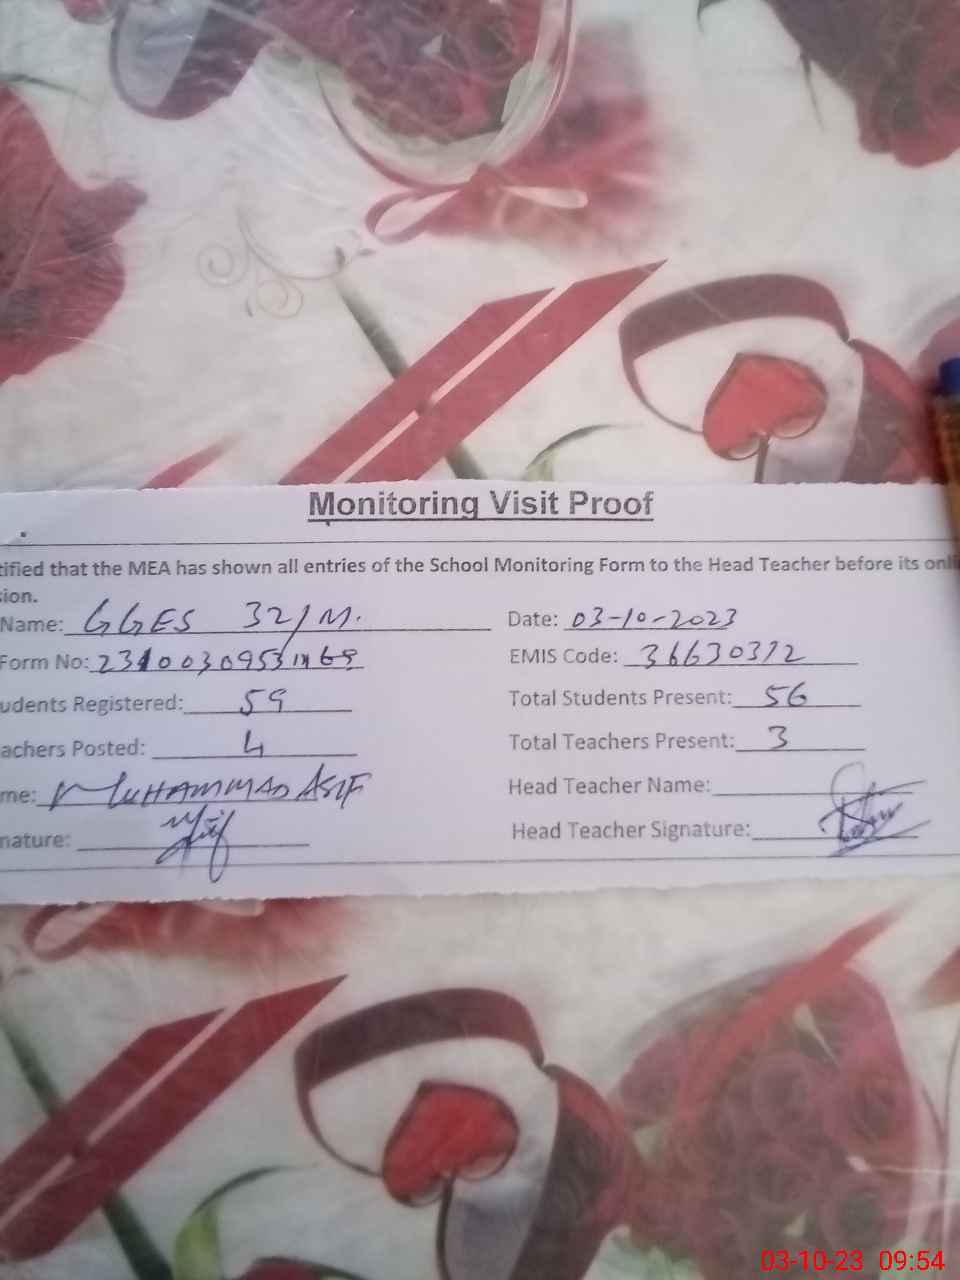 Monitoring Visit Proof
tified that the MEA has shown all entries of the School Monitoring Form to the Head Teacher before its onli
sion.
Name: GGES 32/M. Date: 03-10-2023
Form No: EMIS Code: 36630312
udents Registered: 59 Total Students Present: 56
achers Posted: 4 Total Teachers Present: 3
me: MUHAMMAD ASIF Head Teacher Name:
nature: Head Teacher Signature:
03-10-23 09:54